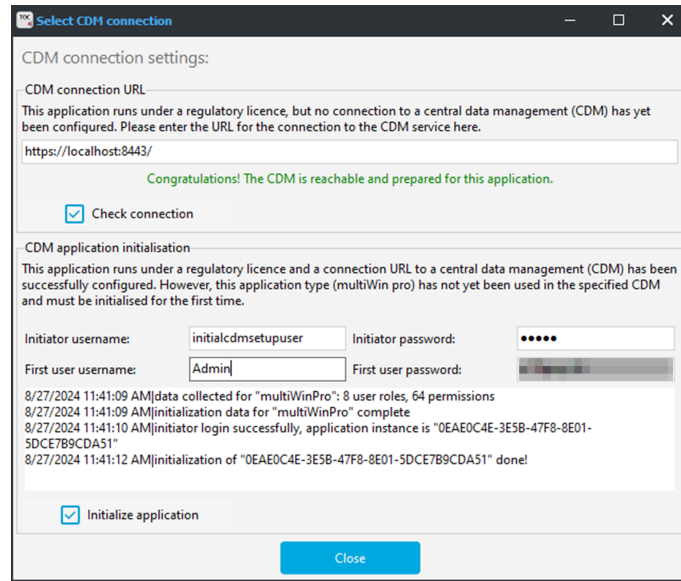 TOC
Select CDM connection
CDM connection settings:
CDM connection URL
This application runs under a regulatory licence, but no connection to a central data management (CDM) has yet
been configured. Please enter the URL for the connection to the CDM service here.
https://localhost:8443/
Congratulations! The CDM is reachable and prepared for this application.
Check connection
CDM application initialisation
This application runs under a regulatory licence and a connection URL to a central data management (CDM) has been
successfully configured. However, this application type (multiWin pro) has not yet been used in the specified CDM
and must be initialised for the first time.
Initiator username: initialcdmsetupuser Initiator password: •••••
First user username: Admin First user password:
8/27/2024 11:41:09 AM|data collected for "multiWinPro": 8 user roles, 64 permissions
8/27/2024 11:41:09 AM|initialization data for "multiWinPro" complete
8/27/2024 11:41:10 AM|initiator login successfully, application instance is "0EAE0C4E-3E5B-47F8-8E01-
5DCE7B9CDA51"
8/27/2024 11:41:12 AM|initialization of "0EAE0C4E-3E5B-47F8-8E01-5DCE7B9CDA51" done!
Initialize application
Close